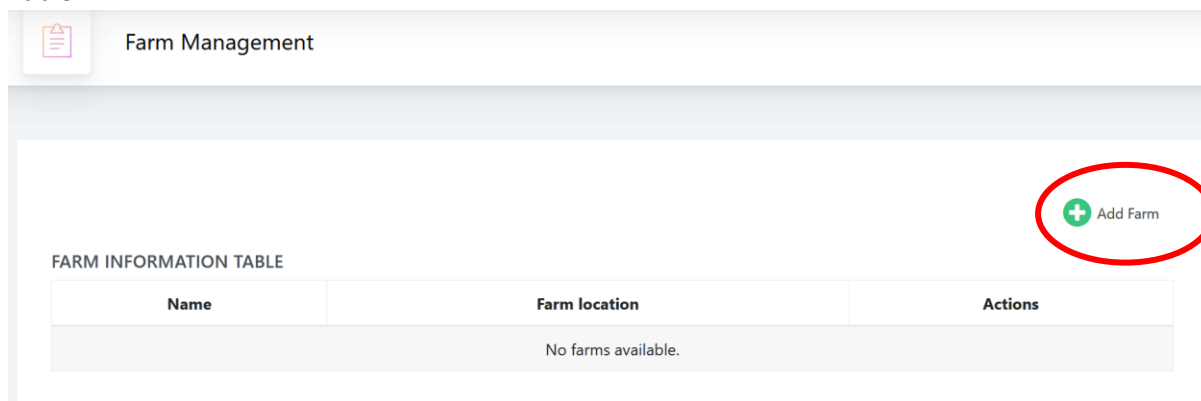 Farm Management
Add Farm
FARM INFORMATION TABLE
Name Farm location Actions
No farms available.